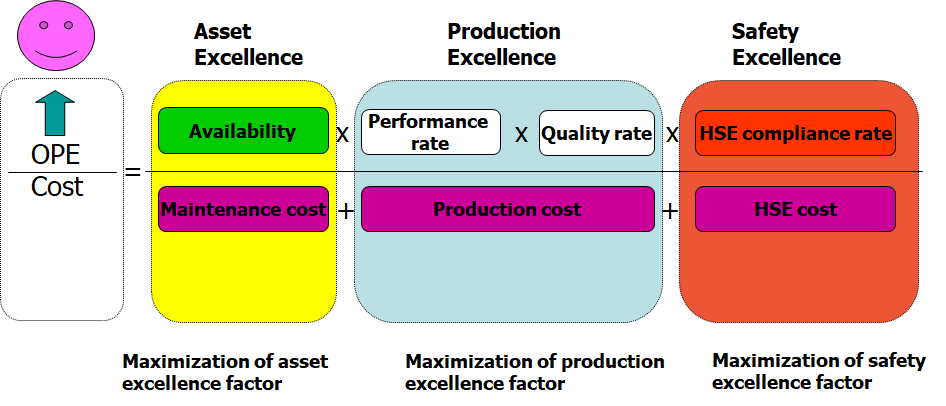 Asset
Excellence
Production
Excellence
Safety
Excellence
OPE
Cost
=
Availability
x
Performance
rate
x
Quality rate
x
HSE compliance rate
Maintenance cost
+
Production cost
+
HSE cost
Maximization of asset
excellence factor
Maximization of production
excellence factor
Maximization of safety
excellence factor